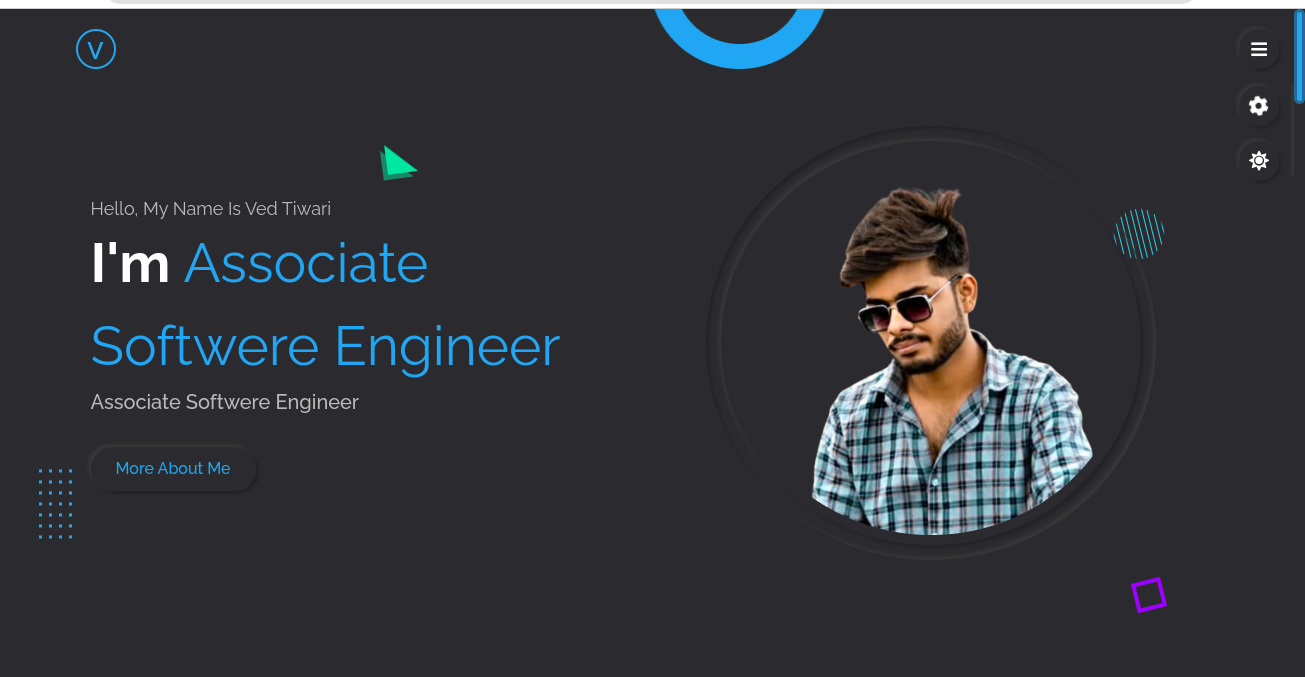 V
Hello, My Name Is Ved Tiwari
I'm Associate
Softwere Engineer
Associate Softwere Engineer
More About Me